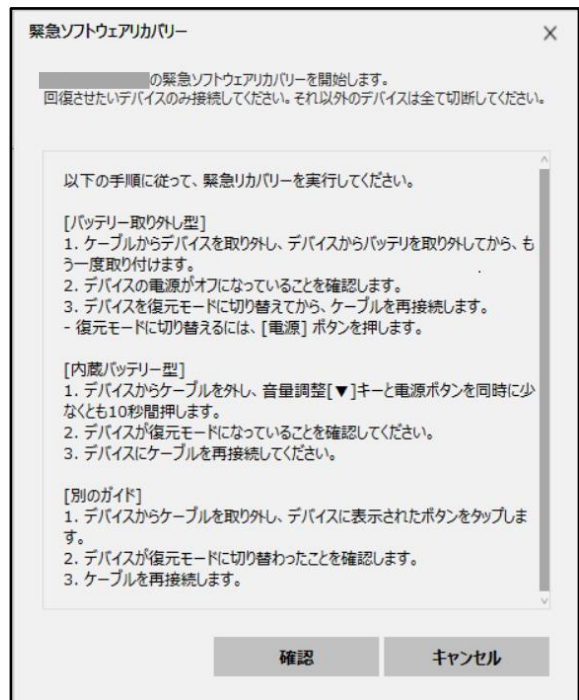 緊急ソフトウェアリカバリー
の緊急ソフトウェアリカバリーを開始します。
回復させたいデバイスのみ接続してください。それ以外のデバイスは全て切断してください。
以下の手順に従って、緊急リカバリーを実行してください。
[バッテリー取り外し型]
1. ケーブルからデバイスを取り外し、デバイスからバッテリを取り外してから、も
う一度取り付けます。
2. デバイスの電源がオフになっていることを確認します。
3. デバイスを復元モードに切り替えてから、ケーブルを再接続します。
- 復元モードに切り替えるには、[電源] ボタンを押します。
[内蔵バッテリー型]
1. デバイスからケーブルを外し、音量調整[▼]キーと電源ボタンを同時に少
なくとも10秒間押します。
2. デバイスが復元モードになっていることを確認してください。
3. デバイスにケーブルを再接続してください。
[別のガイド]
1. デバイスからケーブルを取り外し、デバイスに表示されたボタンをタップしま
す。
2. デバイスが復元モードに切り替わったことを確認します。
3. ケーブルを再接続します。
確認
キャンセル